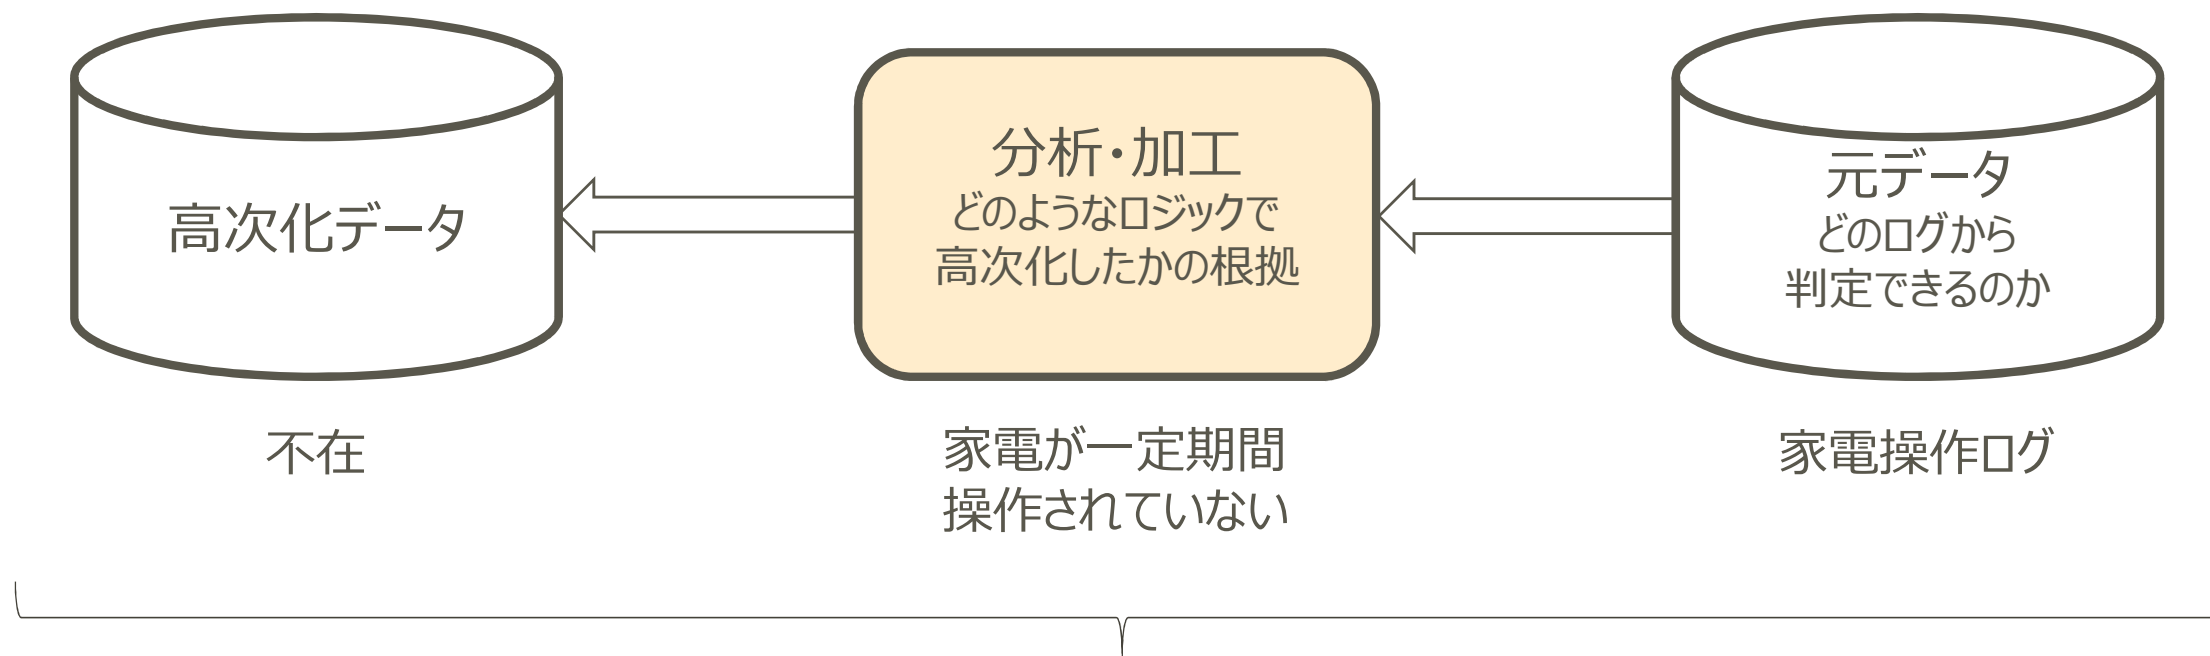 高次化データ
分析・加工
どのようなロジックで
高次化したかの根拠
元データ
どのログから
判定できるのか
不在
家電が一定期間
操作されていない
家電操作ログ